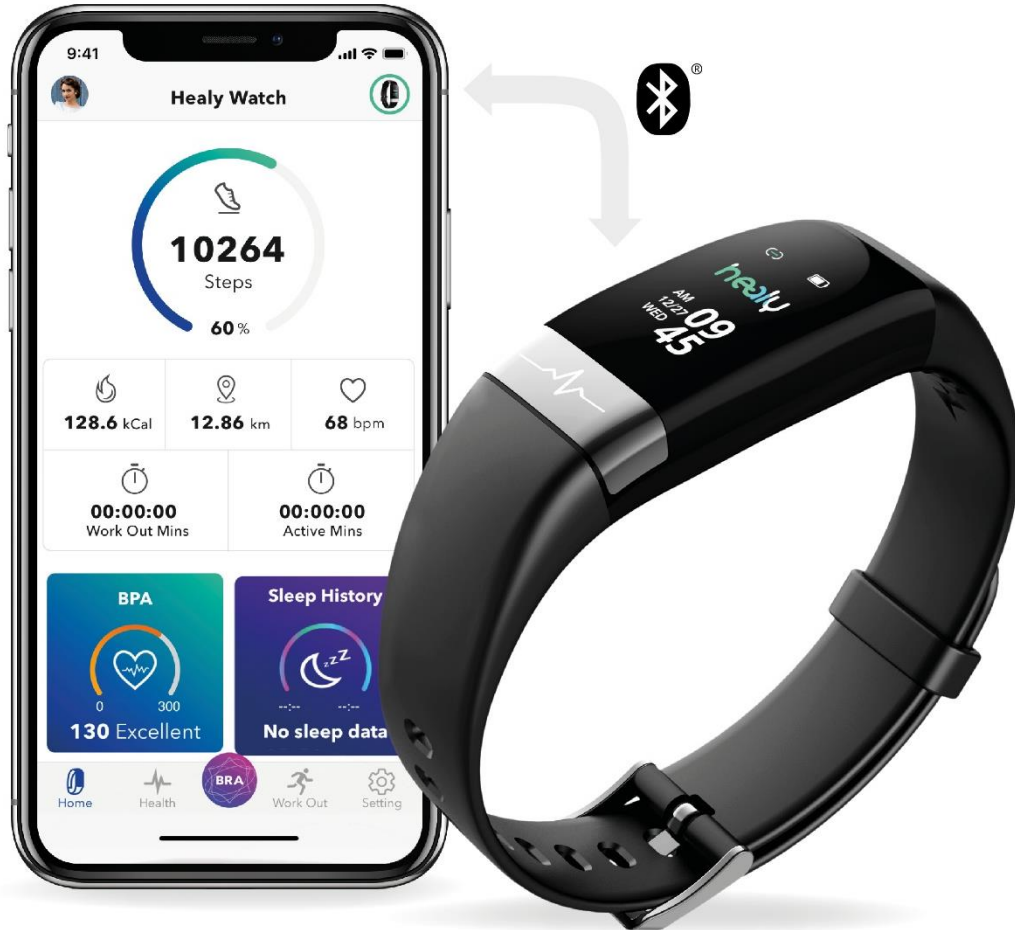 9:41
Healy Watch
10264
Steps
60 %
128.6 kCal
12.86 km
68 bpm
00:00:00
Work Out Mins
00:00:00
Active Mins
BPA
0 300
130 Excellent
Sleep History
zzz
--:-- --:--
No sleep data
Home
Health
BRA
Work Out
Setting
®
healy
AM
12/27
WED
09
45